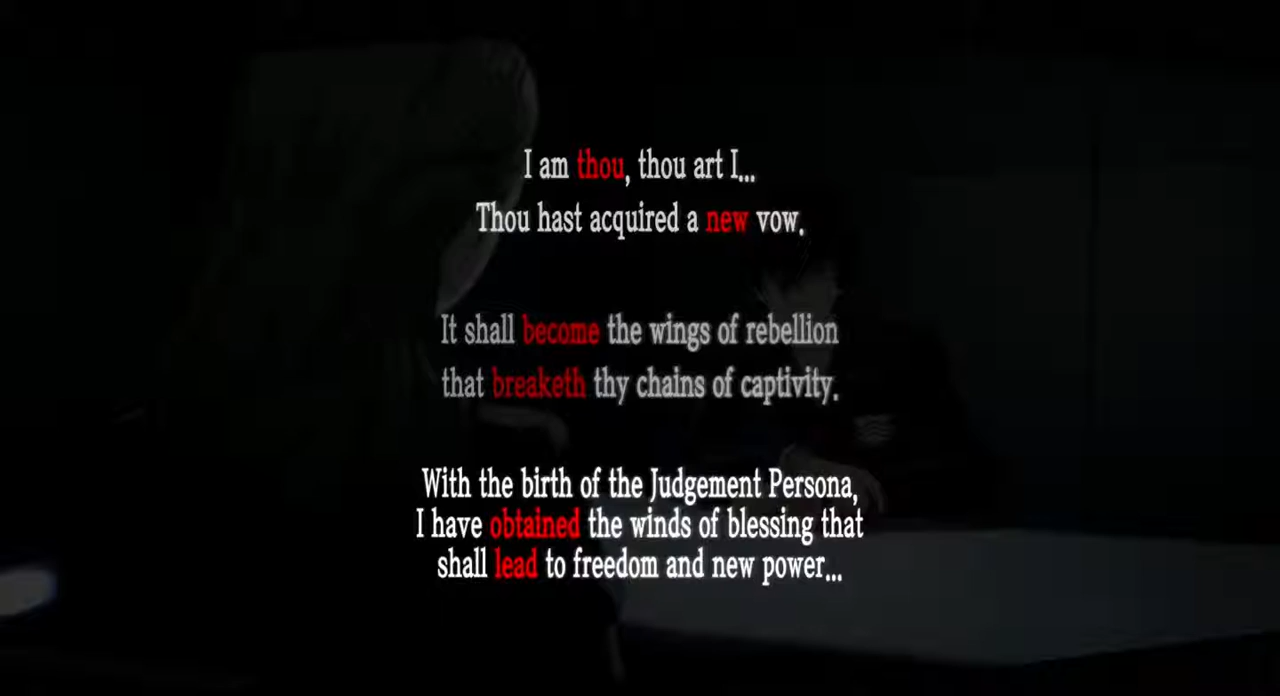 I am thou, thou art I...
Thou hast acquired a new vow.
It shall become the wings of rebellion
that breaketh thy chains of captivity.
With the birth of the Judgement Persona,
I have obtained the winds of blessing that
shall lead to freedom and new power...